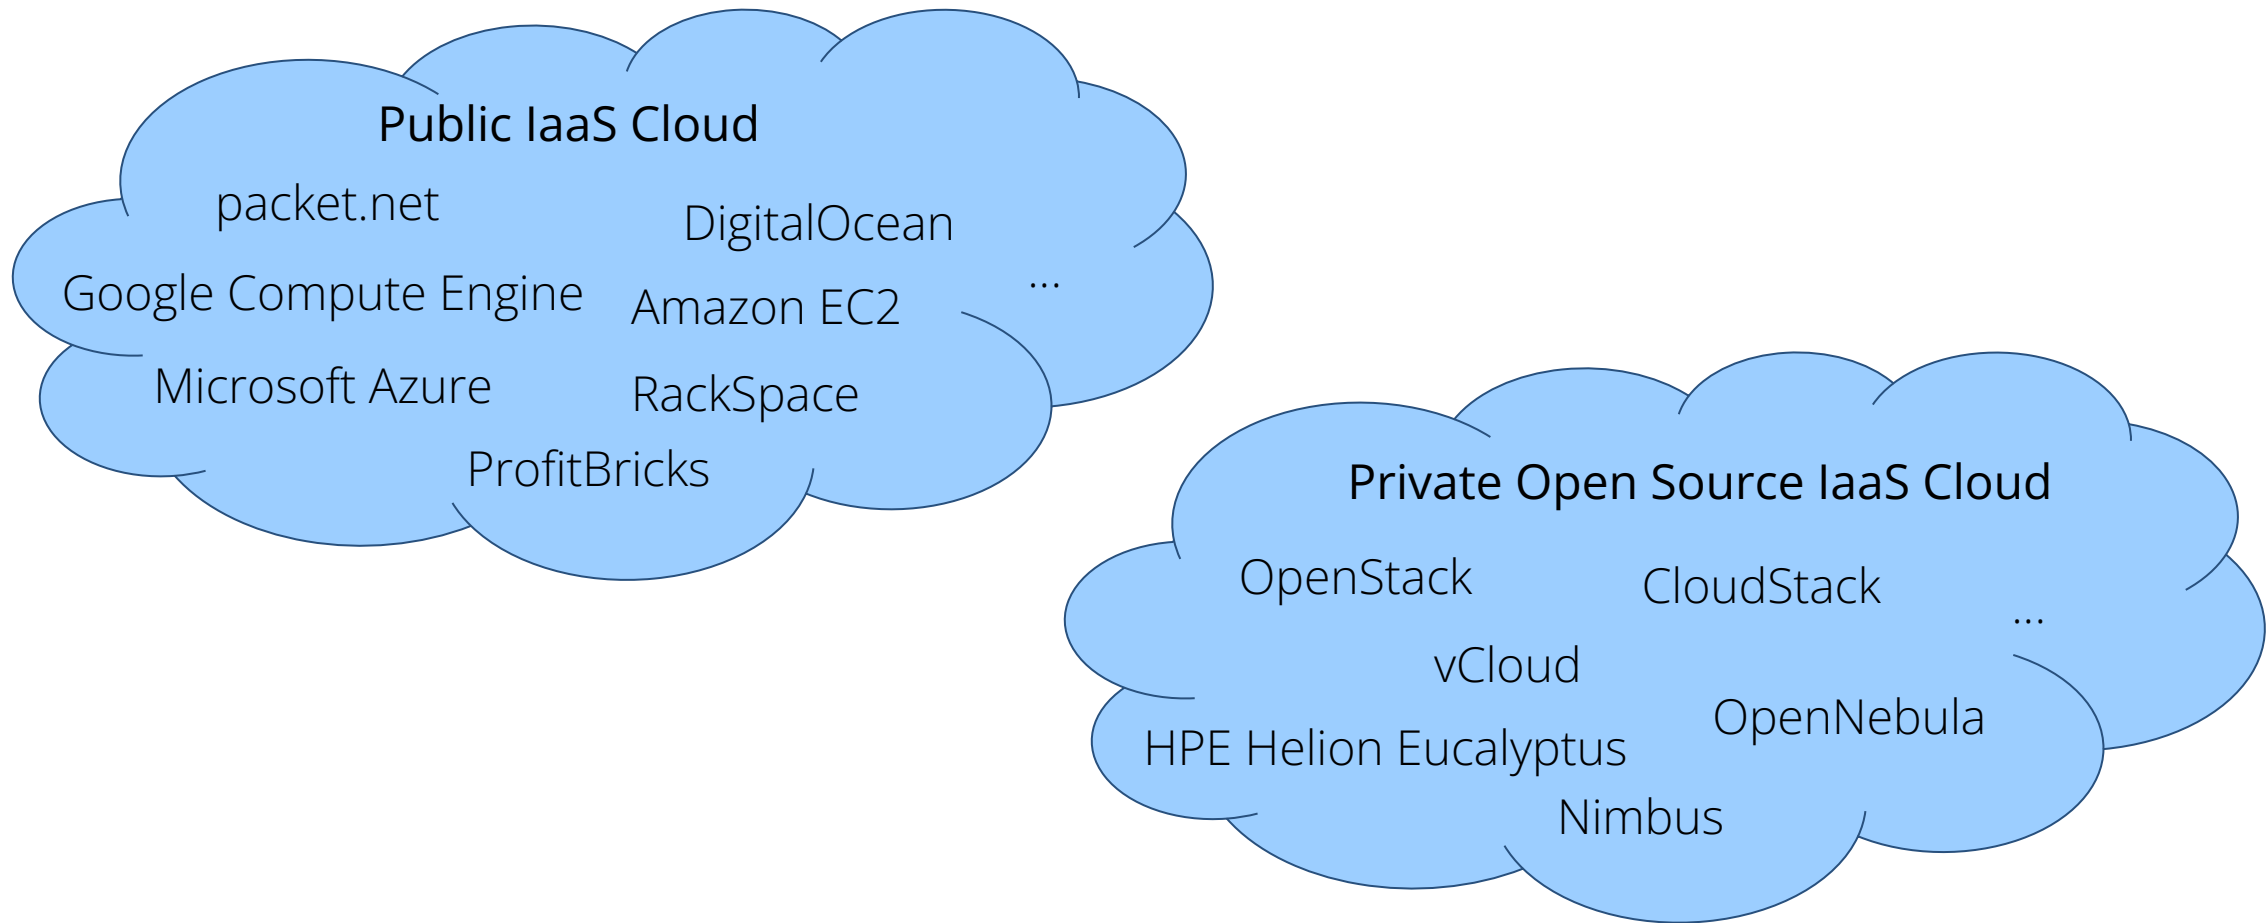 Public IaaS Cloud
packet.net
DigitalOcean
Google Compute Engine
Amazon EC2
...
Microsoft Azure
RackSpace
ProfitBricks
Private Open Source IaaS Cloud
OpenStack
CloudStack
...
vCloud
OpenNebula
HPE Helion Eucalyptus
Nimbus